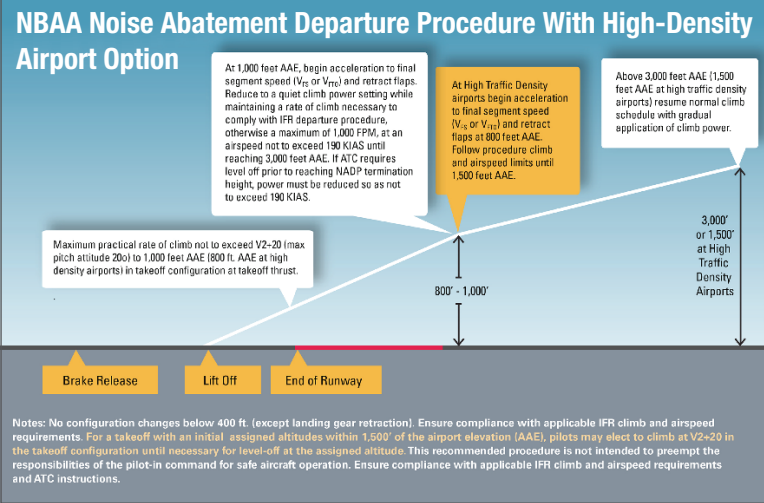 NBAA Noise Abatement Departure Procedure With High-Density
Airport Option
At 1,000 feet AAE, begin acceleration to final
segment speed (VFS or VFTO) and retract flaps.
Reduce to a quiet climb power setting while
maintaining a rate of climb necessary to
comply with IFR departure procedure,
otherwise a maximum of 1,000 FPM, at an
airspeed not to exceed 190 KIAS until
reaching 3,000 feet AAE. If ATC requires
level off prior to reaching NADP termination
height, power must be reduced so as not
to exceed 190 KIAS.
At High Traffic Density
airports begin acceleration
to final segment speed
(VFS or VFTO) and retract
flaps at 800 feet AAE.
Follow procedure climb
and airspeed limits until
1,500 feet AAE.
Above 3,000 feet AAE (1,500
feet AAE at high traffic density
airports) resume normal climb
schedule with gradual
application of climb power.
Maximum practical rate of climb not to exceed V2+20 (max
pitch attitude 20o) to 1,000 feet AAE (800 ft. AAE at high
density airports) in takeoff configuration at takeoff thrust.
.
800' - 1,000'
3,000'
or 1,500'
at High
Traffic
Density
Airports
Brake Release
Lift Off
End of Runway
Notes: No configuration changes below 400 ft. (except landing gear retraction). Ensure compliance with applicable IFR climb and airspeed
requirements. For a takeoff with an initial assigned altitudes within 1,500' of the airport elevation (AAE), pilots may elect to climb at V2+20 in
the takeoff configuration until necessary for level-off at the assigned altitude. This recommended procedure is not intended to preempt the
responsibilities of the pilot-in command for safe aircraft operation. Ensure compliance with applicable IFR climb and airspeed requirements
and ATC instructions.